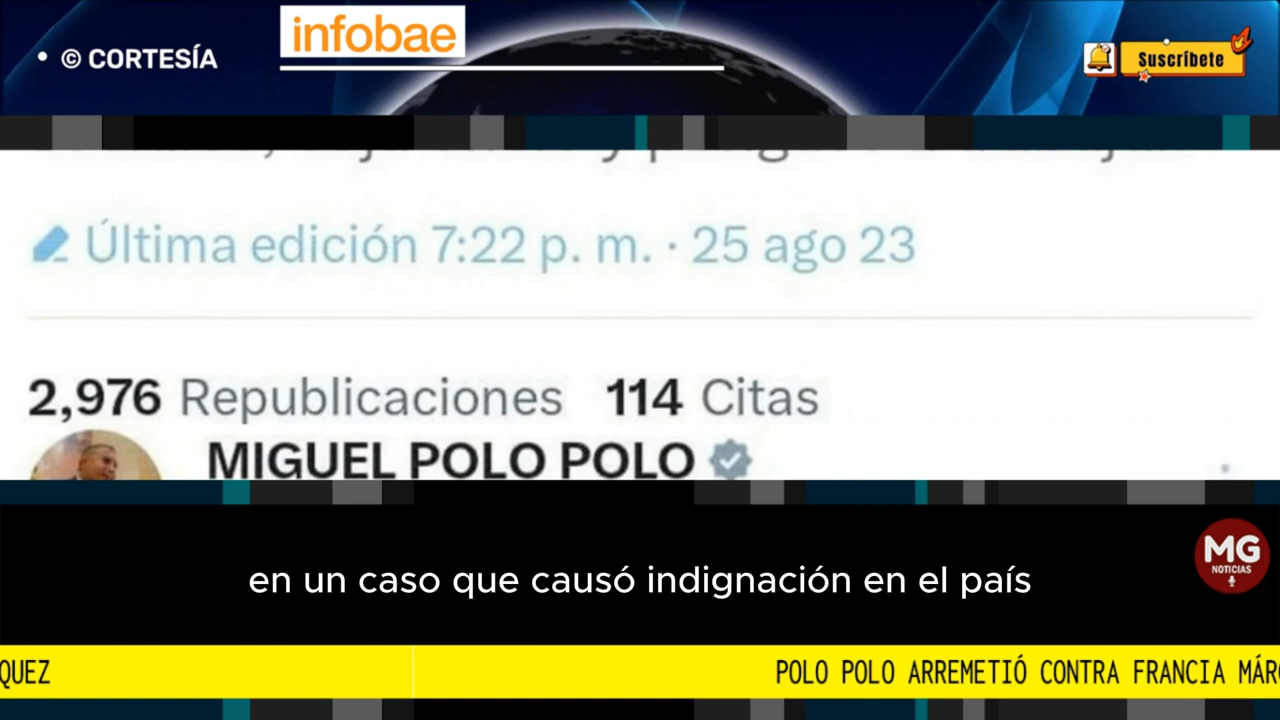 infobae
• © CORTESÍA
Suscríbete
Última edición 7:22 p. m. · 25 ago 23
2,976 Republicaciones 114 Citas
MIGUEL POLO POLO
en un caso que causó indignación en el país
MG
NOTICIAS
QUEZ POLO POLO ARREMETIÓ CONTRA FRANCIA MÁR